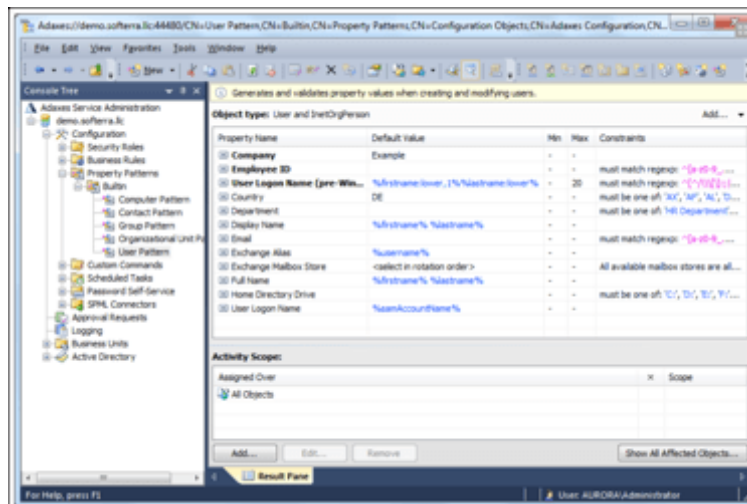 Adaxes://demo.softerra.llc:44480/CN=User Pattern,CN=Builtin,CN=Property Patterns,CN=Configuration Objects,CN=Adaxes Configuration,CN...
File Edit View Favorites Tools Window Help
New
Console Tree
Generates and validates property values when creating and modifying users.
Adaxes Service Administration
demo.softerra.llc
Configuration
Security Roles
Business Rules
Property Patterns
Builtin
Computer Pattern
Contact Pattern
Group Pattern
Organizational Unit Pa
User Pattern
Custom Commands
Scheduled Tasks
Password Self-Service
SPML Connectors
Approval Requests
Logging
Business Units
Active Directory
Object type: User and InetOrgPerson Add...
Property Name Default Value Min Max Constraints
Company Example - -
Employee ID - - must match regexp:
User Logon Name (pre-Win... %firstname:lower,1%%lastname:lower% - 20 must match regexp:
Country DE - - must be one of: 'AX', 'AF', 'AL',
Department - - must be one of: 'HR Department'...
Display Name %firstname% %lastname% - -
Email - - must match regexp:
Exchange Alias %username% - -
Exchange Mailbox Store <select in rotation order> - - All available mailbox stores are all...
Full Name %firstname% %lastname% - -
Home Directory Drive must be one of: 'C:', 'D:', 'E:', 'F:'
User Logon Name %samAccountName% - -
Activity Scope:
Assigned Over Scope
All Objects
Add... Edit... Remove Show All Affected Objects...
Result Pane
For Help, press F1 User: AURORA\Administrator